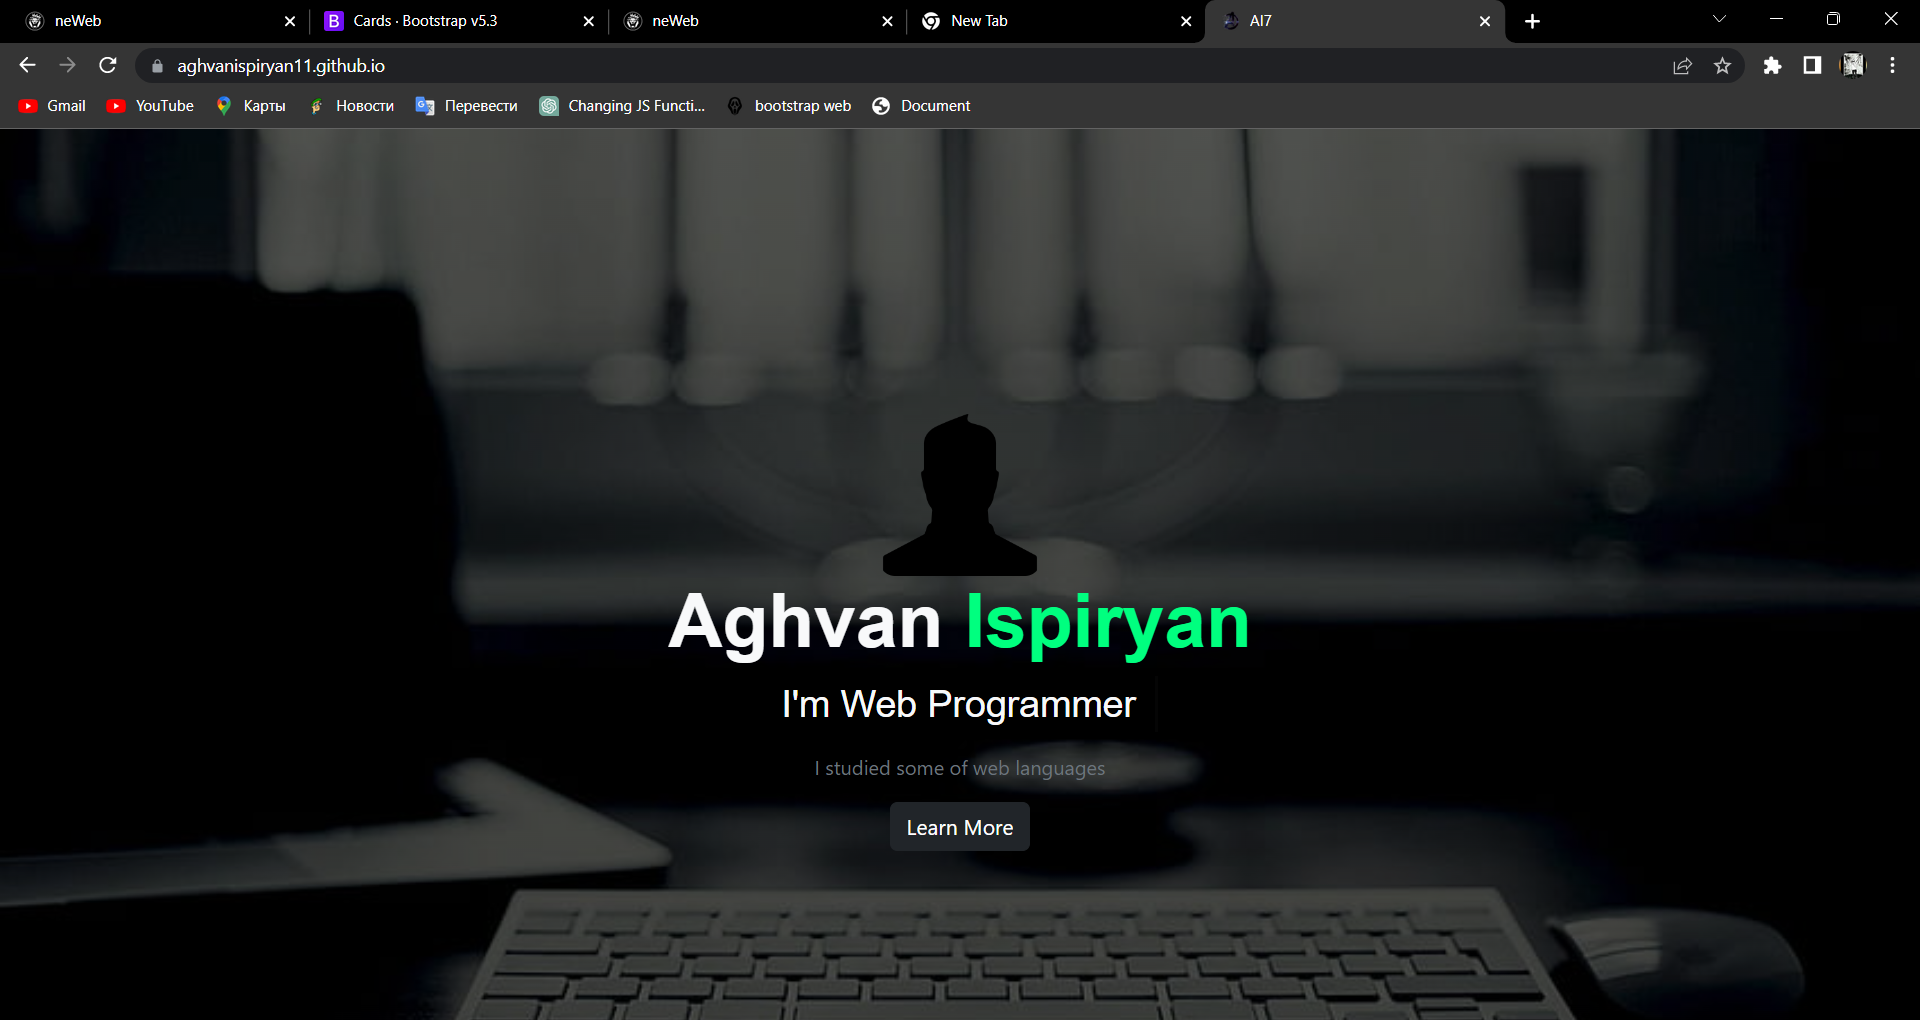 neWeb
Cards · Bootstrap v5.3
neWeb
New Tab
AI7
aghvanispiryan11.github.io
Gmail
YouTube
Карты
Новости
Перевести
Changing JS Functi...
bootstrap web
Document
Aghvan Ispiryan
I'm Web Programmer
I studied some of web languages
Learn More